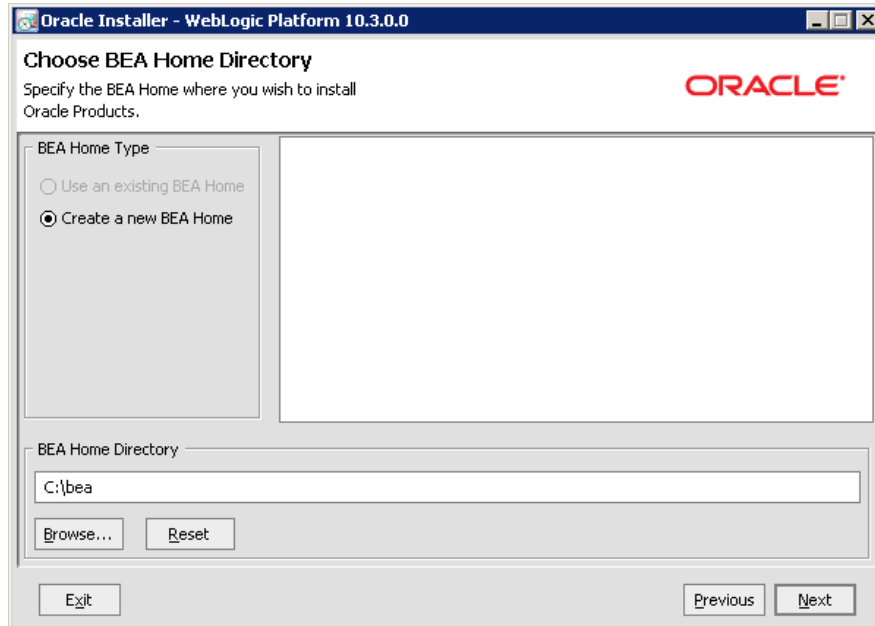 Oracle Installer - WebLogic Platform 10.3.0.0
Choose BEA Home Directory
Specify the BEA Home where you wish to install
Oracle Products.
ORACLE
BEA Home Type
Use an existing BEA Home
Create a new BEA Home
BEA Home Directory
C:\bea
Browse...
Reset
Exit
Previous
Next